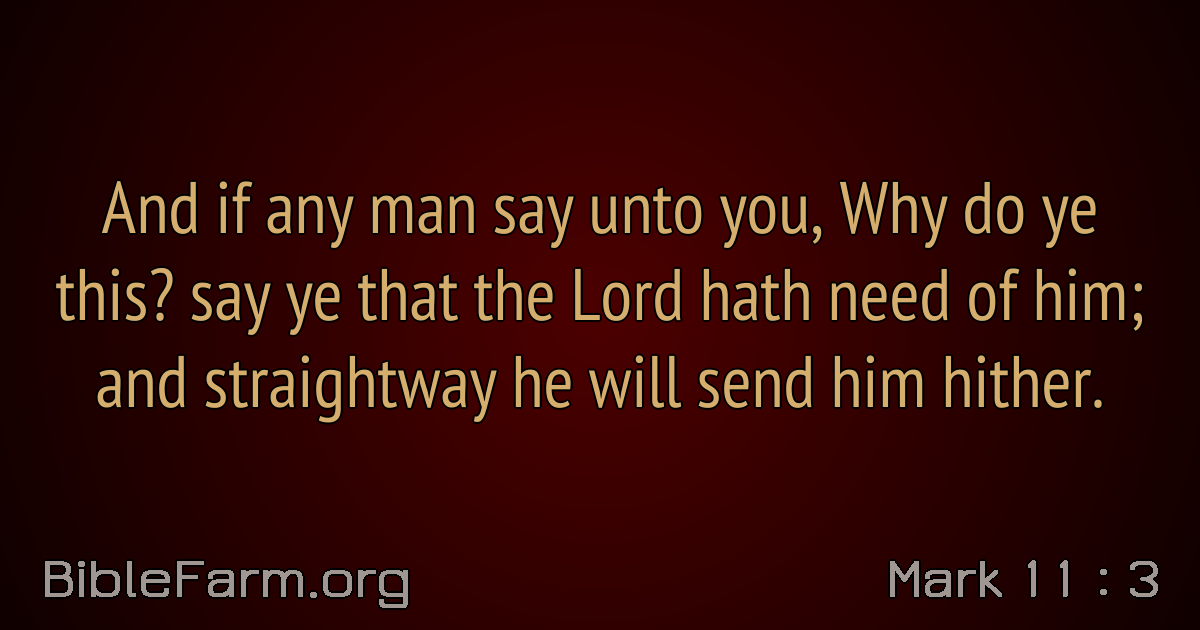 And if any man say unto you, Why do ye
this? say ye that the Lord hath need of him;
and straightway he will send him hither.
BibleFarm.org
Mark 11 : 3